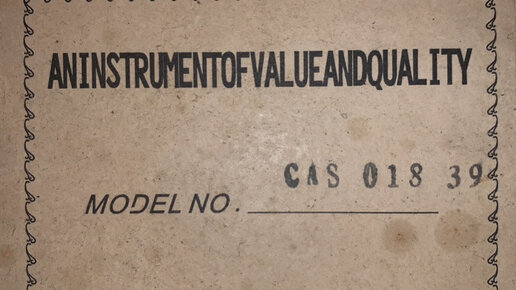 ANINSTRUMENTOFVALUEANDQUALITY
CAS 018 39
MODEL NO.